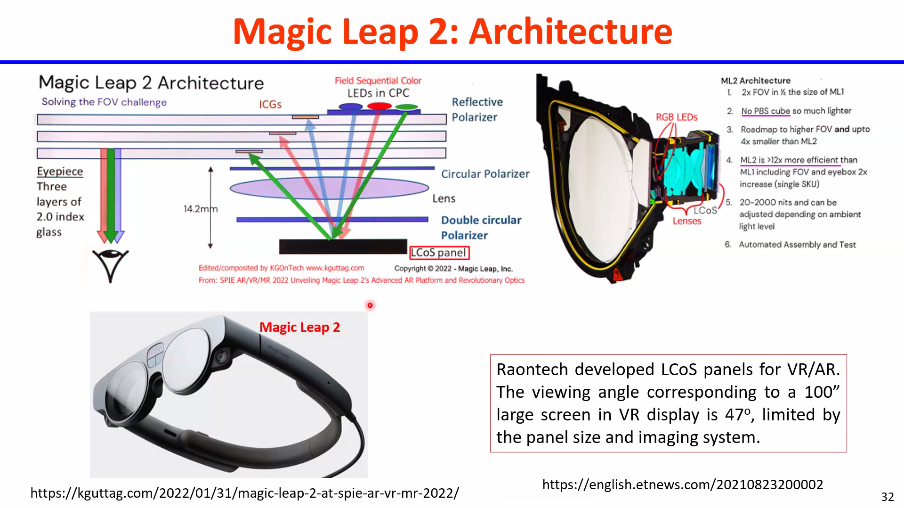 Magic Leap 2: Architecture
Magic Leap 2 Architecture
Solving the FOV challenge
Field Sequential Color
LEDs in CPC
ICGs
Reflective
Polarizer
Eyepiece
Three
layers of
2.0 index
glass
Circular Polarizer
Lens
14.2mm
Double circular
Polarizer
LCoS panel
Edited/composited by KGOnTech www.kguttag.com
Copyright © 2022 - Magic Leap, Inc.
From: SPIE AR/VR/MR 2022 Unveiling Magic Leap 2's Advanced AR Platform and Revolutionary Optics
RGB LEDs
LCoS
Lenses
ML2 Architecture
1. 2x FOV in ½ the size of ML1
2. No PBS cube so much lighter
3. Roadmap to higher FOV and upto
4x smaller than ML2
4. ML2 is >12x more efficient than
ML1 including FOV and eyebox 2x
increase (single SKU)
5. 20-2000 nits and can be
adjusted depending on ambient
light level
6. Automated Assembly and Test
Magic Leap 2
Raontech developed LCoS panels for VR/AR.
The viewing angle corresponding to a 100”
large screen in VR display is 47º, limited by
the panel size and imaging system.
https://kguttag.com/2022/01/31/magic-leap-2-at-spie-ar-vr-mr-2022/
https://english.etnews.com/20210823200002
32